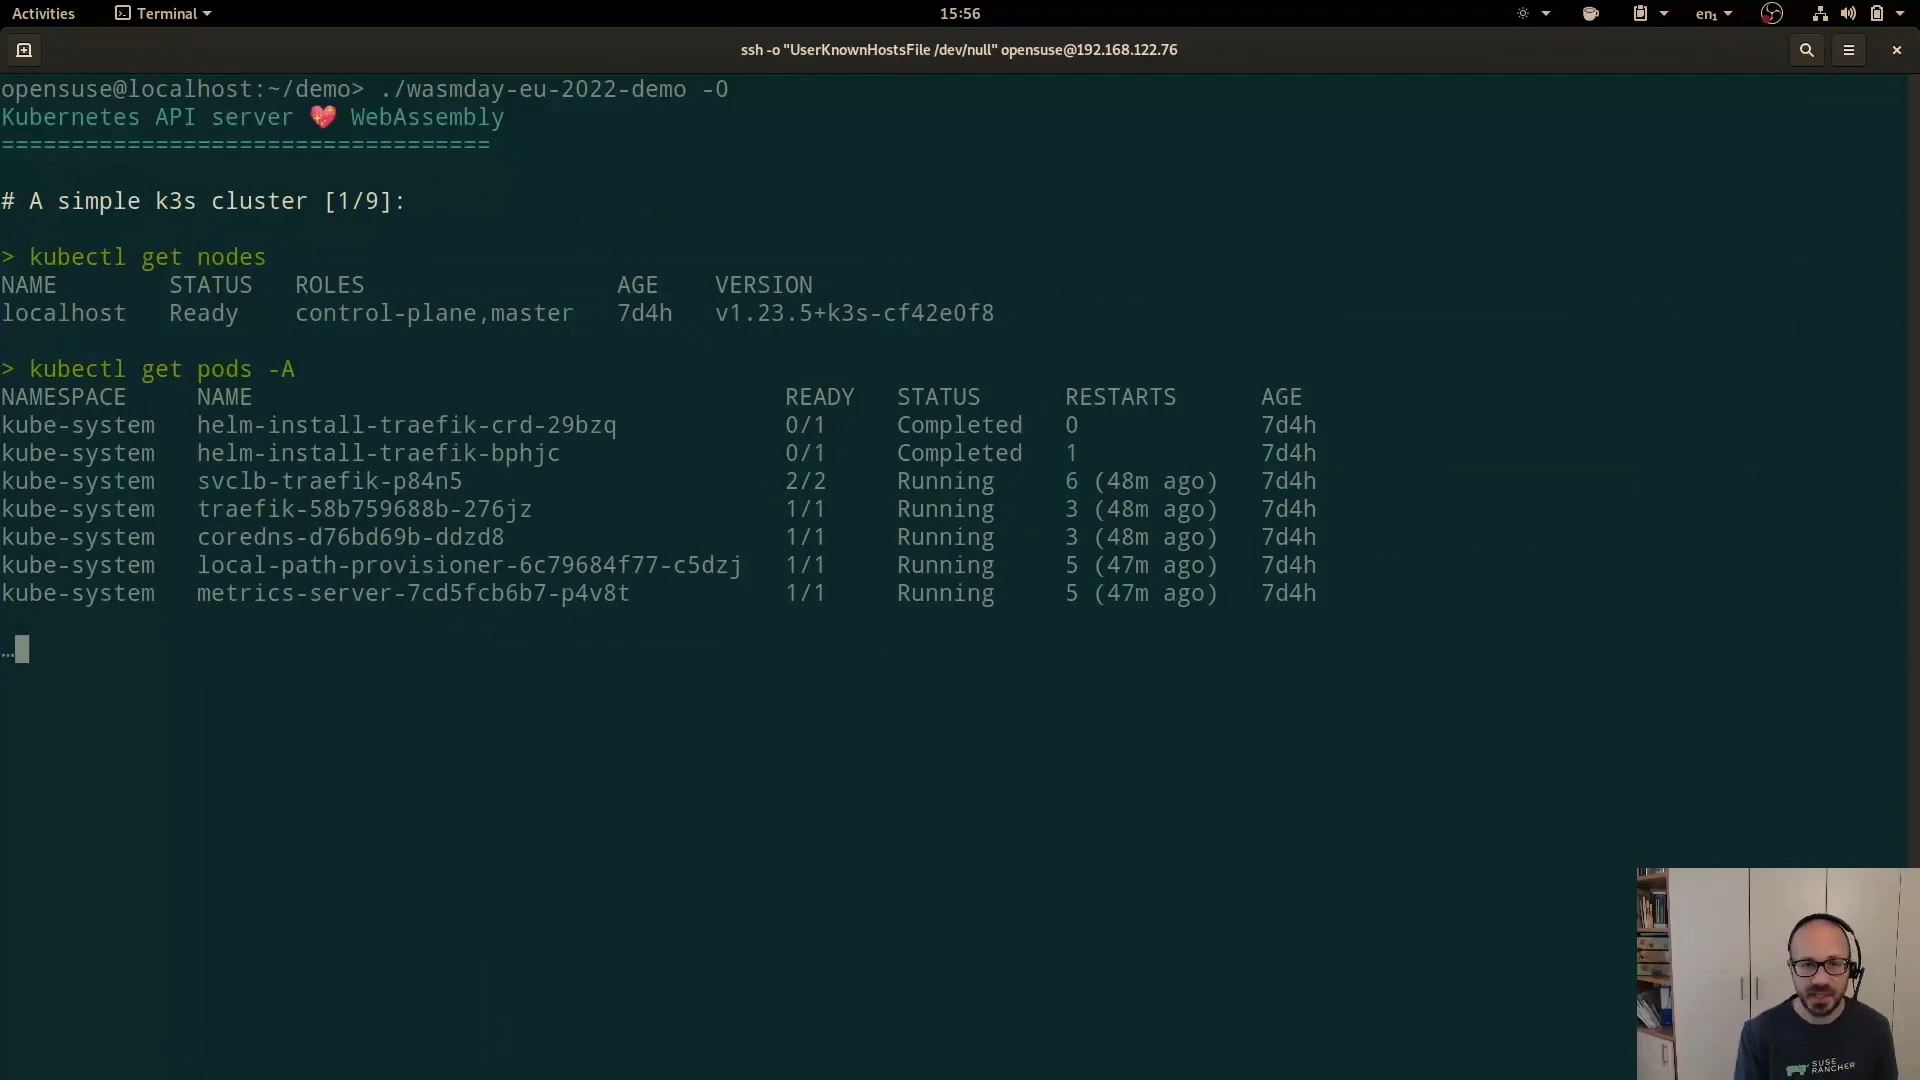 Activities Terminal 15:56 en₁
ssh -o "UserKnownHostsFile /dev/null" opensuse@192.168.122.76
opensuse@localhost:~/demo> ./wasmday-eu-2022-demo -0
Kubernetes API server 💖 WebAssembly
===================================
# A simple k3s cluster [1/9]:
> kubectl get nodes
NAME STATUS ROLES AGE VERSION
localhost Ready control-plane,master 7d4h v1.23.5+k3s-cf42e0f8
> kubectl get pods -A
NAMESPACE NAME READY STATUS RESTARTS AGE
kube-system helm-install-traefik-crd-29bzq 0/1 Completed 0 7d4h
kube-system helm-install-traefik-bphjc 0/1 Completed 1 7d4h
kube-system svclb-traefik-p84n5 2/2 Running 6 (48m ago) 7d4h
kube-system traefik-58b759688b-276jz 1/1 Running 3 (48m ago) 7d4h
kube-system coredns-d76bd69b-ddzd8 1/1 Running 3 (48m ago) 7d4h
kube-system local-path-provisioner-6c79684f77-c5dzj 1/1 Running 5 (47m ago) 7d4h
kube-system metrics-server-7cd5fcb6b7-p4v8t 1/1 Running 5 (47m ago) 7d4h
…
SUSE
RANCHER